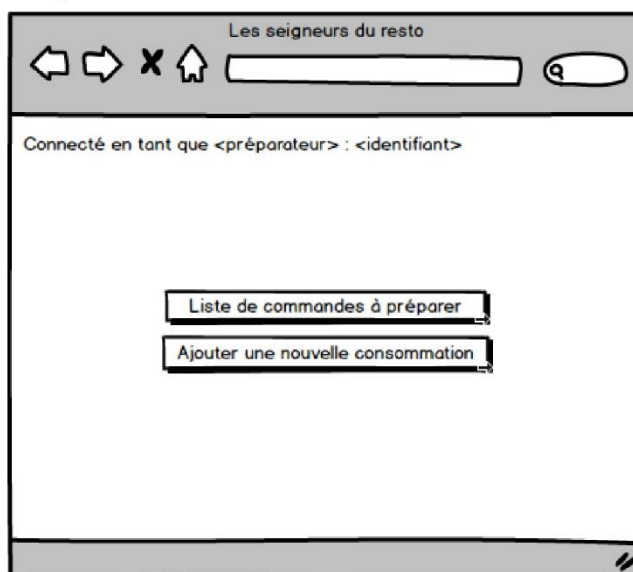 Les seigneurs du resto
Connecté en tant que <préparateur> : <identifiant>
Liste de commandes à préparer
Ajouter une nouvelle consommation